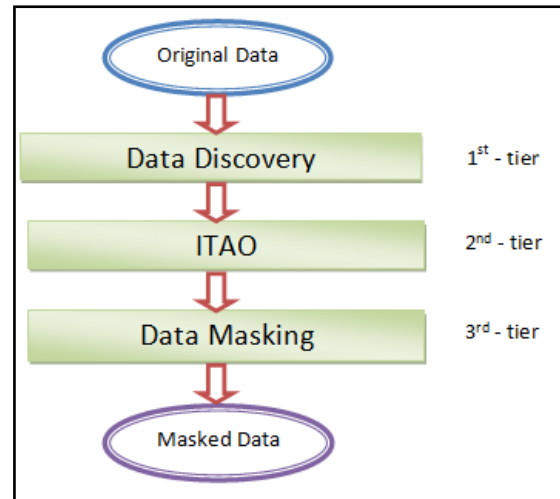 Original Data
Data Discovery 1st - tier
ITAO 2nd - tier
Data Masking 3rd - tier
Masked Data